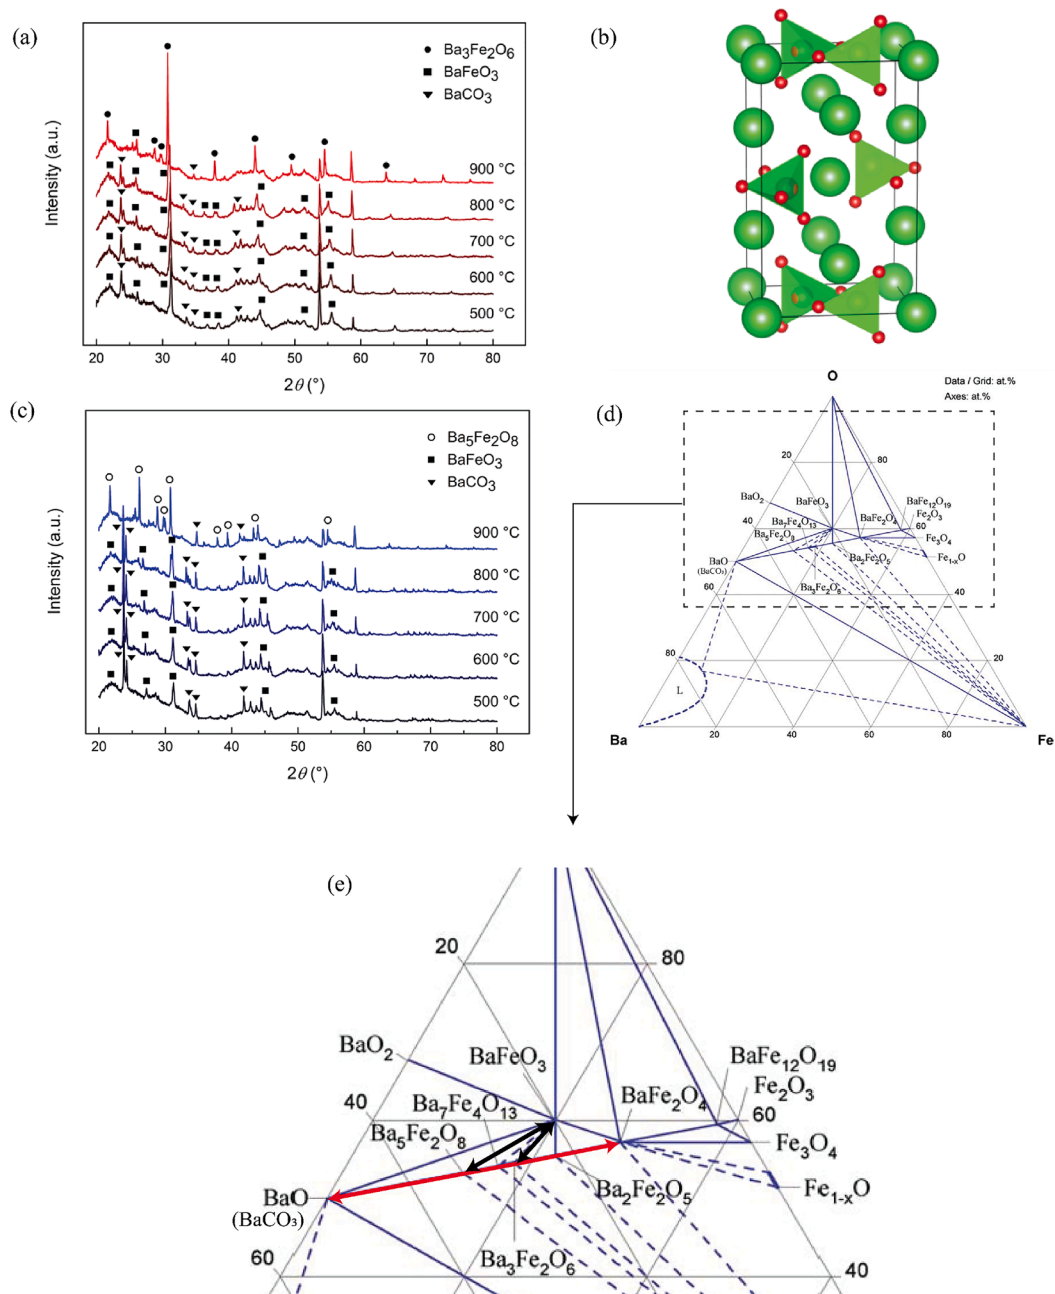 (a)
Intensity (a.u.)
● Ba3Fe2O6
■ BaFeO3
▼ BaCO3
900 °C
800 °C
700 °C
600 °C
500 °C
20 30 40 50 60 70 80
2θ (°)
(b)
(c)
Intensity (a.u.)
○ Ba5Fe2O8
■ BaFeO3
▼ BaCO3
900 °C
800 °C
700 °C
600 °C
500 °C
20 30 40 50 60 70 80
2θ (°)
(d)
O
Data / Grid: at.%
Axes: at.%
20 80
BaO2
BaFeO3
BaFe12O19
Fe2O3
40 60
Ba7Fe4O13
BaFe2O4
Ba5Fe2O8
Fe3O4
BaO
(BaCO3)
Ba2Fe2O5
Fe1-xO
Ba3Fe2O6
60 40
80 20
L
Ba 20 40 60 80 Fe
(e)
20 80
BaO2
BaFeO3
BaFe12O19
Fe2O3
40 60
Ba7Fe4O13
BaFe2O4
Ba5Fe2O8
Fe3O4
BaO
(BaCO3)
Ba2Fe2O5
Fe1-xO
Ba3Fe2O6
60 40